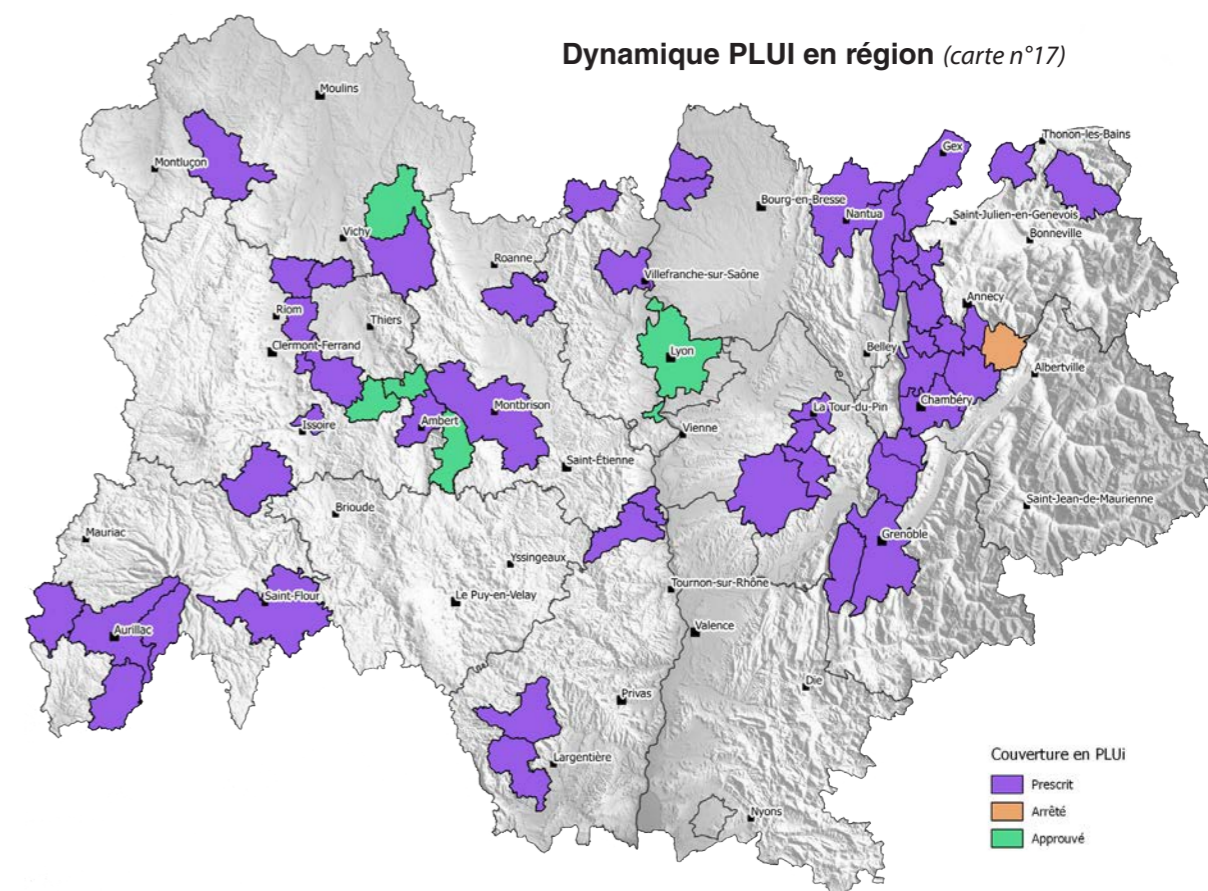 Dynamique PLUI en région (carte n°17)
Moulins
Montluçon
Thonon-les-Bains
Gex
Bourg-en-Bresse
Nantua
Saint-Julien-en-Genevois
Bonneville
Vichy
Roanne
Villefranche-sur-Saône
Annecy
Riom
Thiers
Clermont-Ferrand
Lyon
Belley
Albertville
Chambéry
Montbrison
La Tour-du-Pin
Ambert
Issoire
Vienne
Saint-Étienne
Saint-Jean-de-Maurienne
Brioude
Mauriac
Grenoble
Yssingeaux
Tournon-sur-Rhône
Saint-Flour
Le Puy-en-Velay
Aurillac
Valence
Die
Privas
Largentière
Nyons
Couverture en PLUi
Prescrit
Arrêté
Approuvé